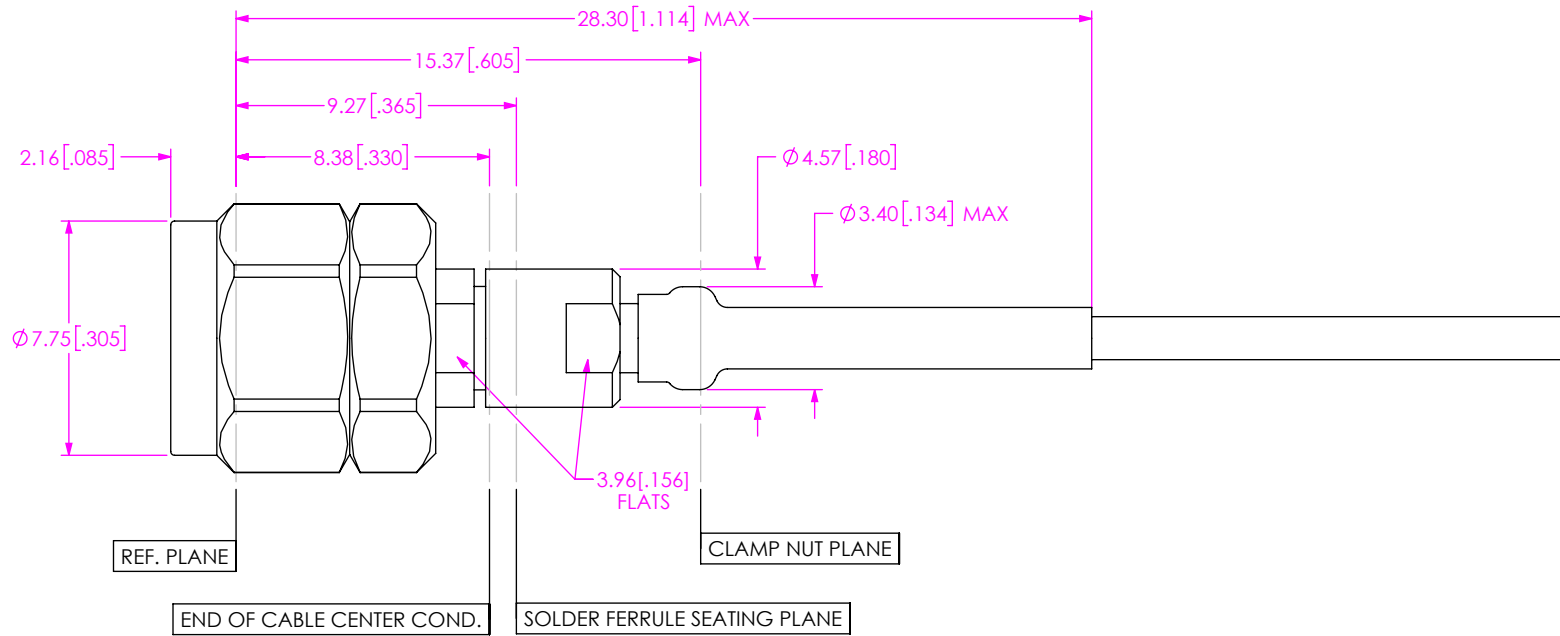 28.30[1.114] MAX
15.37[.605]
9.27[.365]
2.16[.085]
8.38[.330]
Ø4.57[.180]
Ø3.40[.134] MAX
Ø7.75[.305]
3.96[.156]
FLATS
REF. PLANE
CLAMP NUT PLANE
END OF CABLE CENTER COND.
SOLDER FERRULE SEATING PLANE